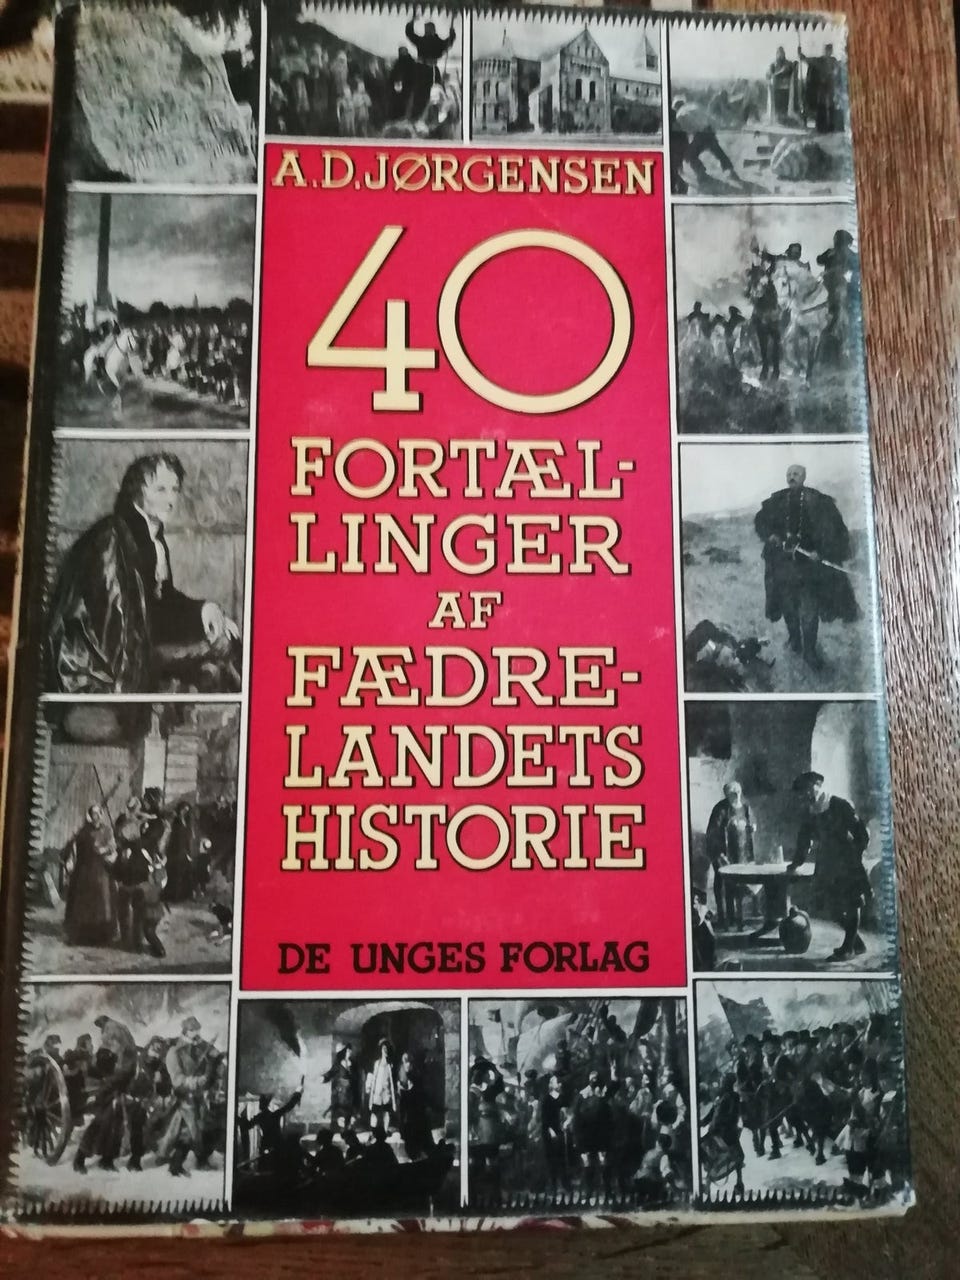 A.D.JØRGENSEN
40
FORTÆL-
LINGER
AF
FÆDRE-
LANDETS
HISTORIE
DE UNGES FORLAG